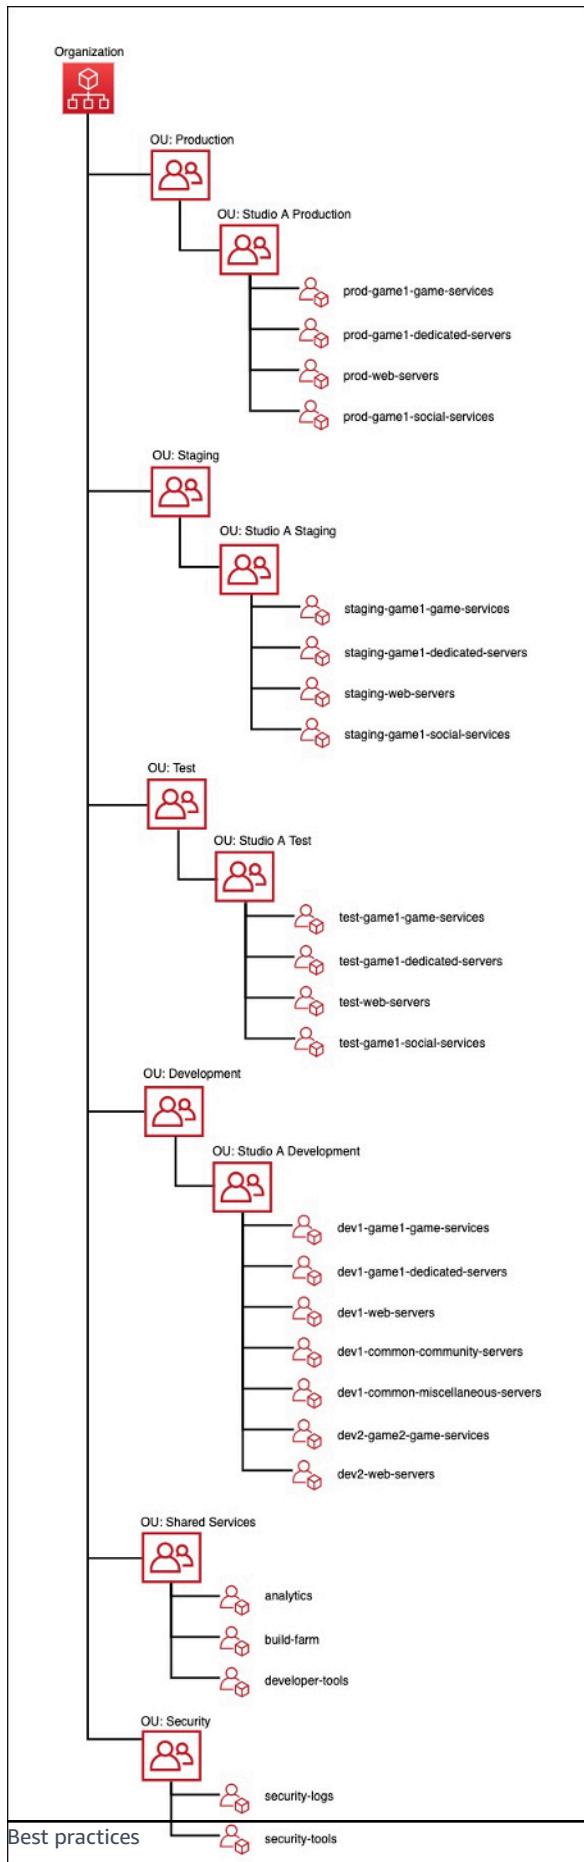 Organization
OU: Production
OU: Studio A Production
prod-game1-game-services
prod-game1-dedicated-servers
prod-web-servers
prod-game1-social-services
OU: Staging
OU: Studio A Staging
staging-game1-game-services
staging-game1-dedicated-servers
staging-web-servers
staging-game1-social-services
OU: Test
OU: Studio A Test
test-game1-game-services
test-game1-dedicated-servers
test-web-servers
test-game1-social-services
OU: Development
OU: Studio A Development
dev1-game1-game-services
dev1-game1-dedicated-servers
dev1-web-servers
dev1-common-community-servers
dev1-common-miscellaneous-servers
dev2-game2-game-services
dev2-web-servers
OU: Shared Services
analytics
build-farm
developer-tools
OU: Security
security-logs
Best practices
security-tools